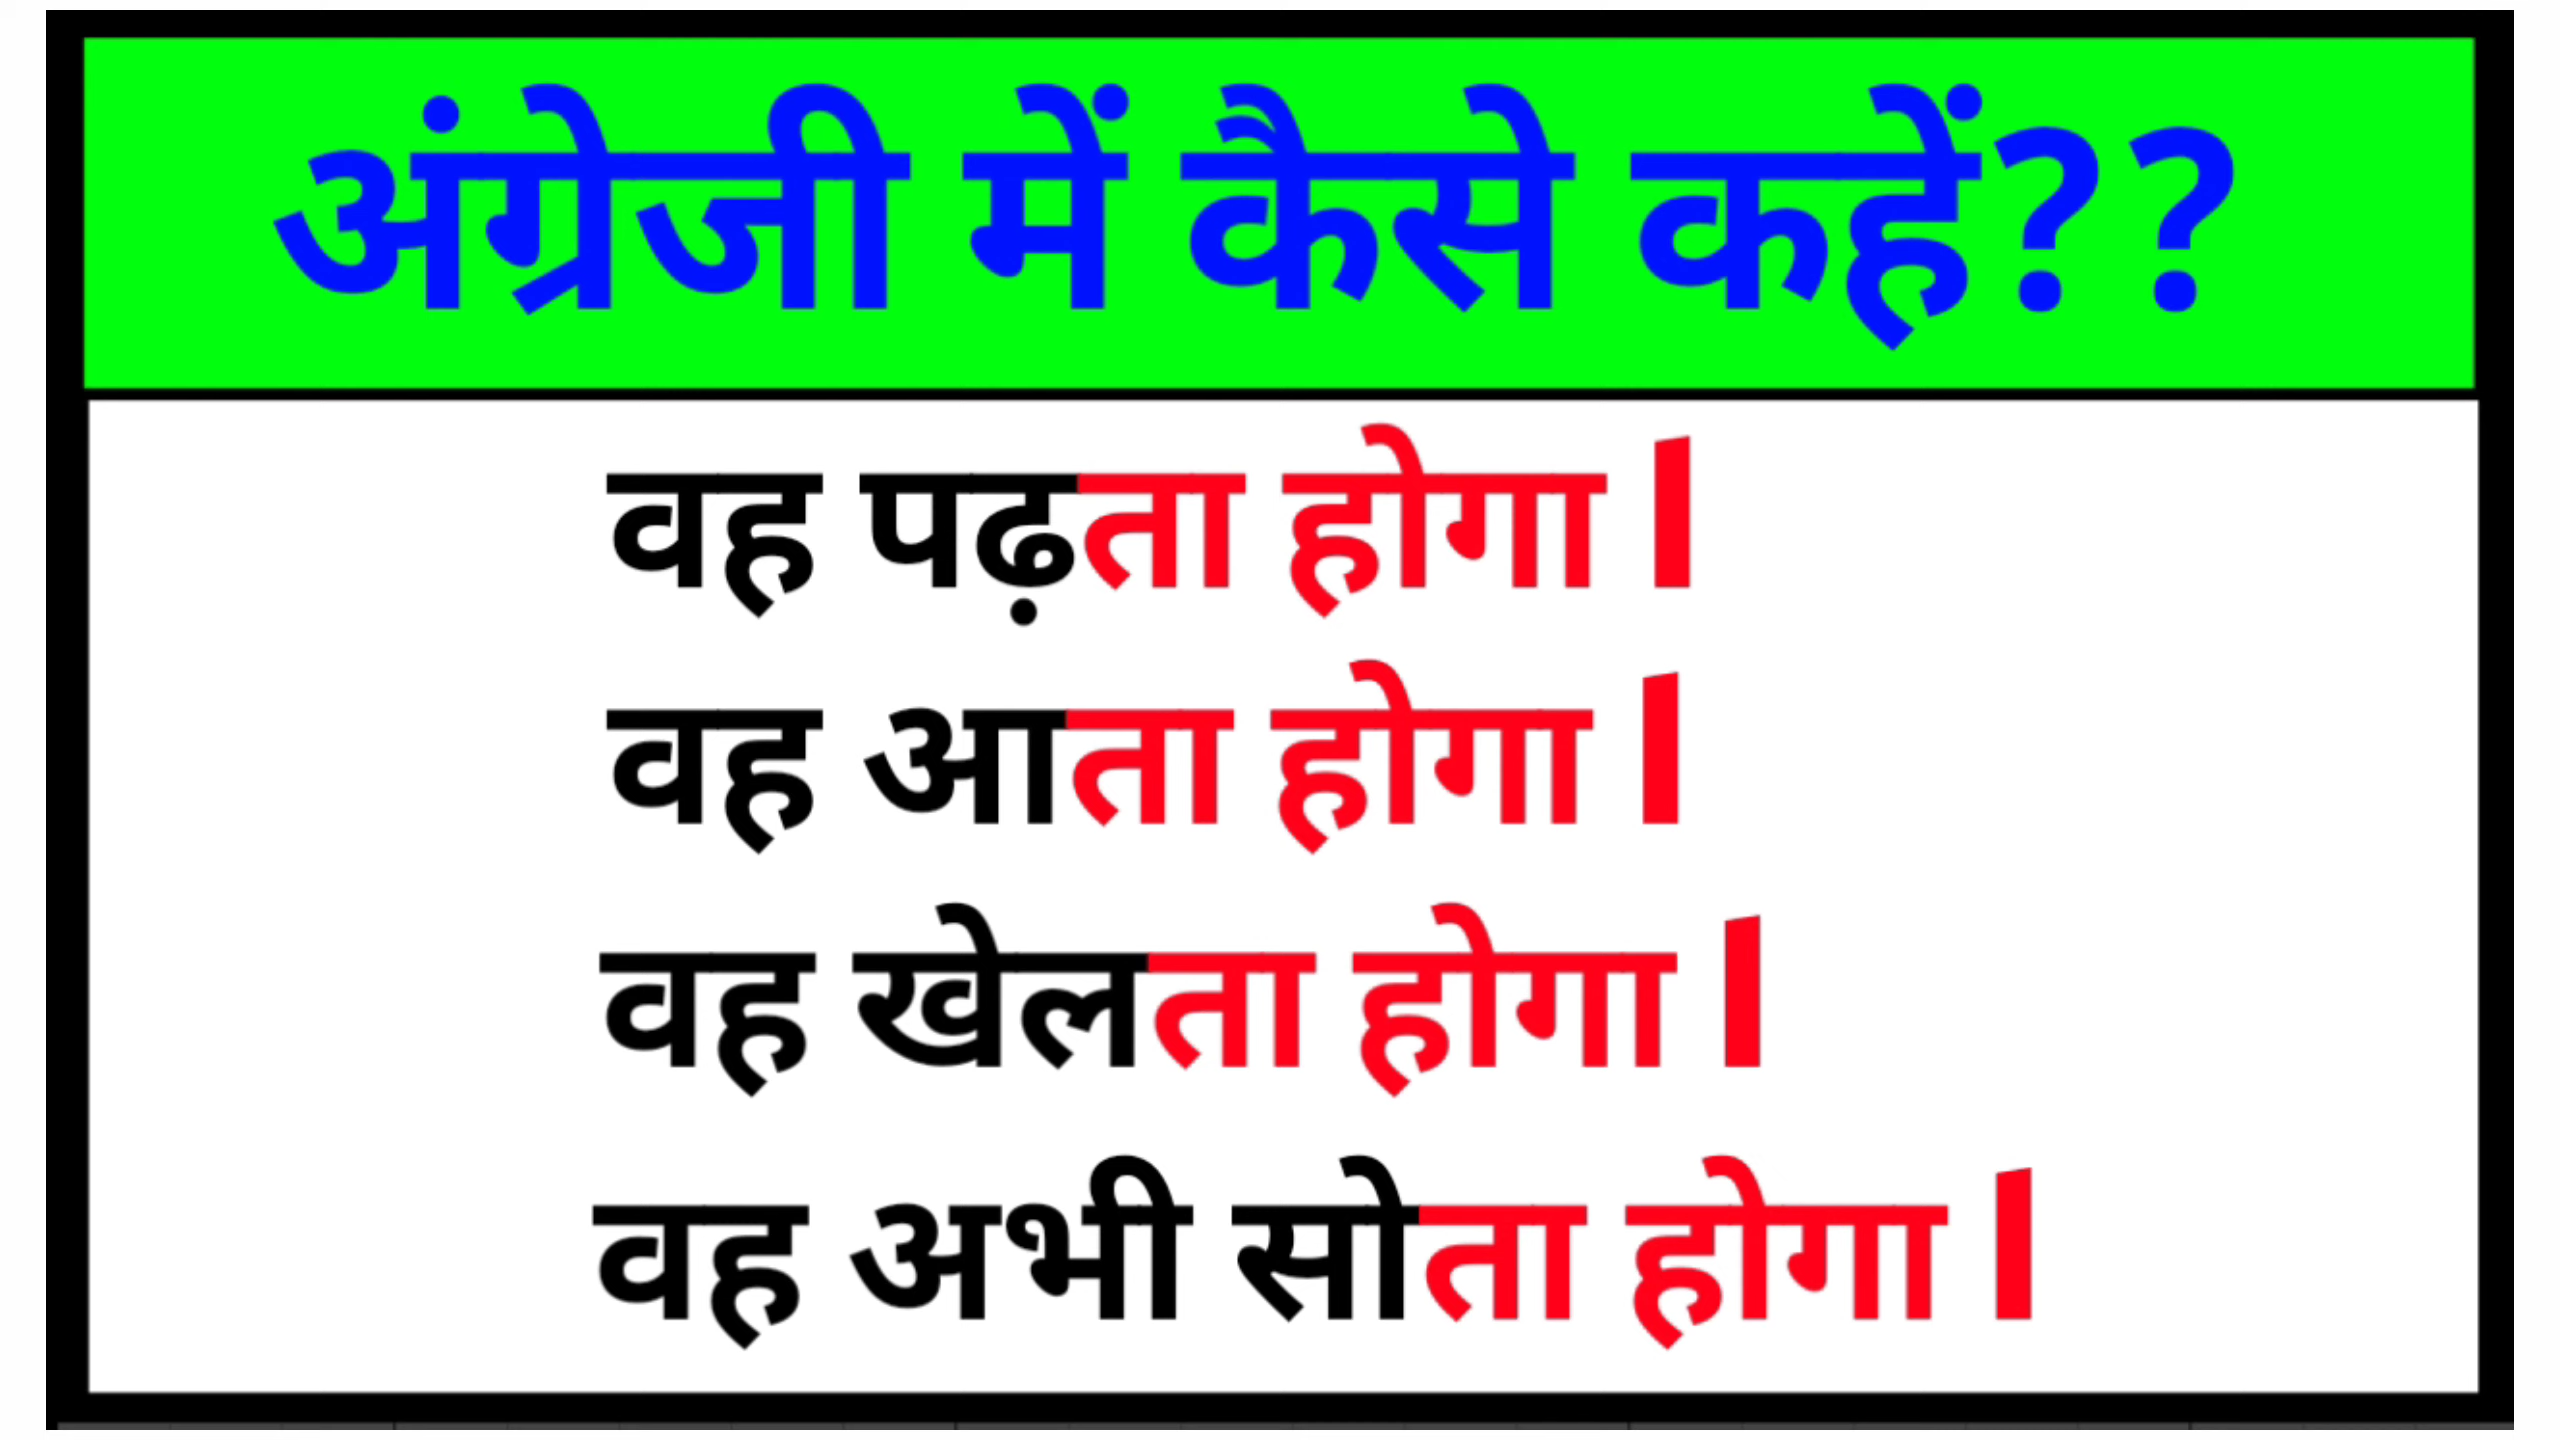 अंग्रेजी में कैसे कहें??
वह पढ़ता होगा ।
वह आता होगा ।
वह खेलता होगा ।
वह अभी सोता होगा ।